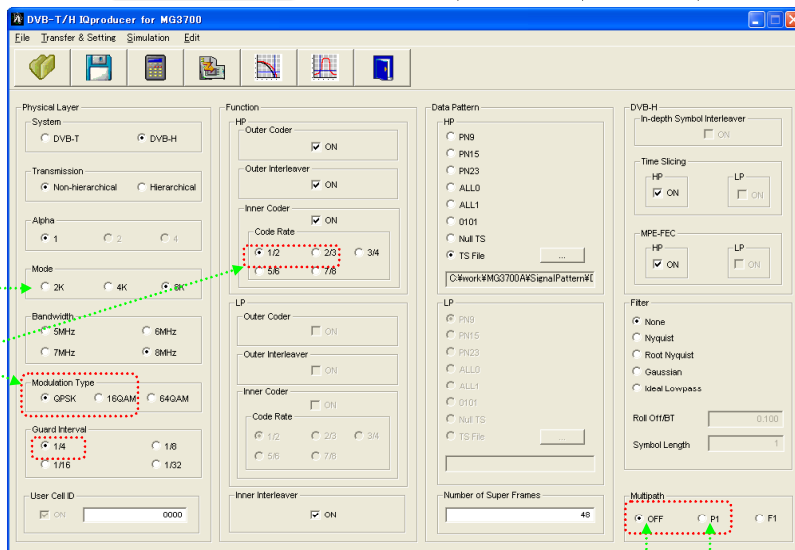 DVB-T/H IQproducer for MG3700
File Transfer & Setting Simulation Edit
Physical Layer
System
DVB-T DVB-H
Transmission
Non-hierarchical Hierarchical
Alpha
1 2 4
Mode
2K 4K 8K
Bandwidth
5MHz 6MHz
7MHz 8MHz
Modulation Type
QPSK 16QAM 64QAM
Guard Interval
1/4 1/8
1/16 1/32
User Cell ID
ON 0000
Function
HP
Outer Coder
ON
Outer Interleaver
ON
Inner Coder
ON
Code Rate
1/2 2/3 3/4
5/6 7/8
LP
Outer Coder
ON
Outer Interleaver
ON
Inner Coder
ON
Code Rate
1/2 2/3 3/4
5/6 7/8
Inner Interleaver
ON
Data Pattern
HP
PN9
PN15
PN23
ALL0
ALL1
0101
Null TS
TS File ...
C:¥work¥MG3700A¥SignalPattern¥[
LP
PN9
PN15
PN23
ALL0
ALL1
0101
Null TS
TS File ...
Number of Super Frames
48
DVB-H
In-depth Symbol Interleaver
ON
Time Slicing
HP LP
ON ON
MPE-FEC
HP LP
ON ON
Filter
None
Nyquist
Root Nyquist
Gaussian
Ideal Lowpass
Roll Off/BT 0.100
Symbol Length 1
Multipath
OFF P1 F1